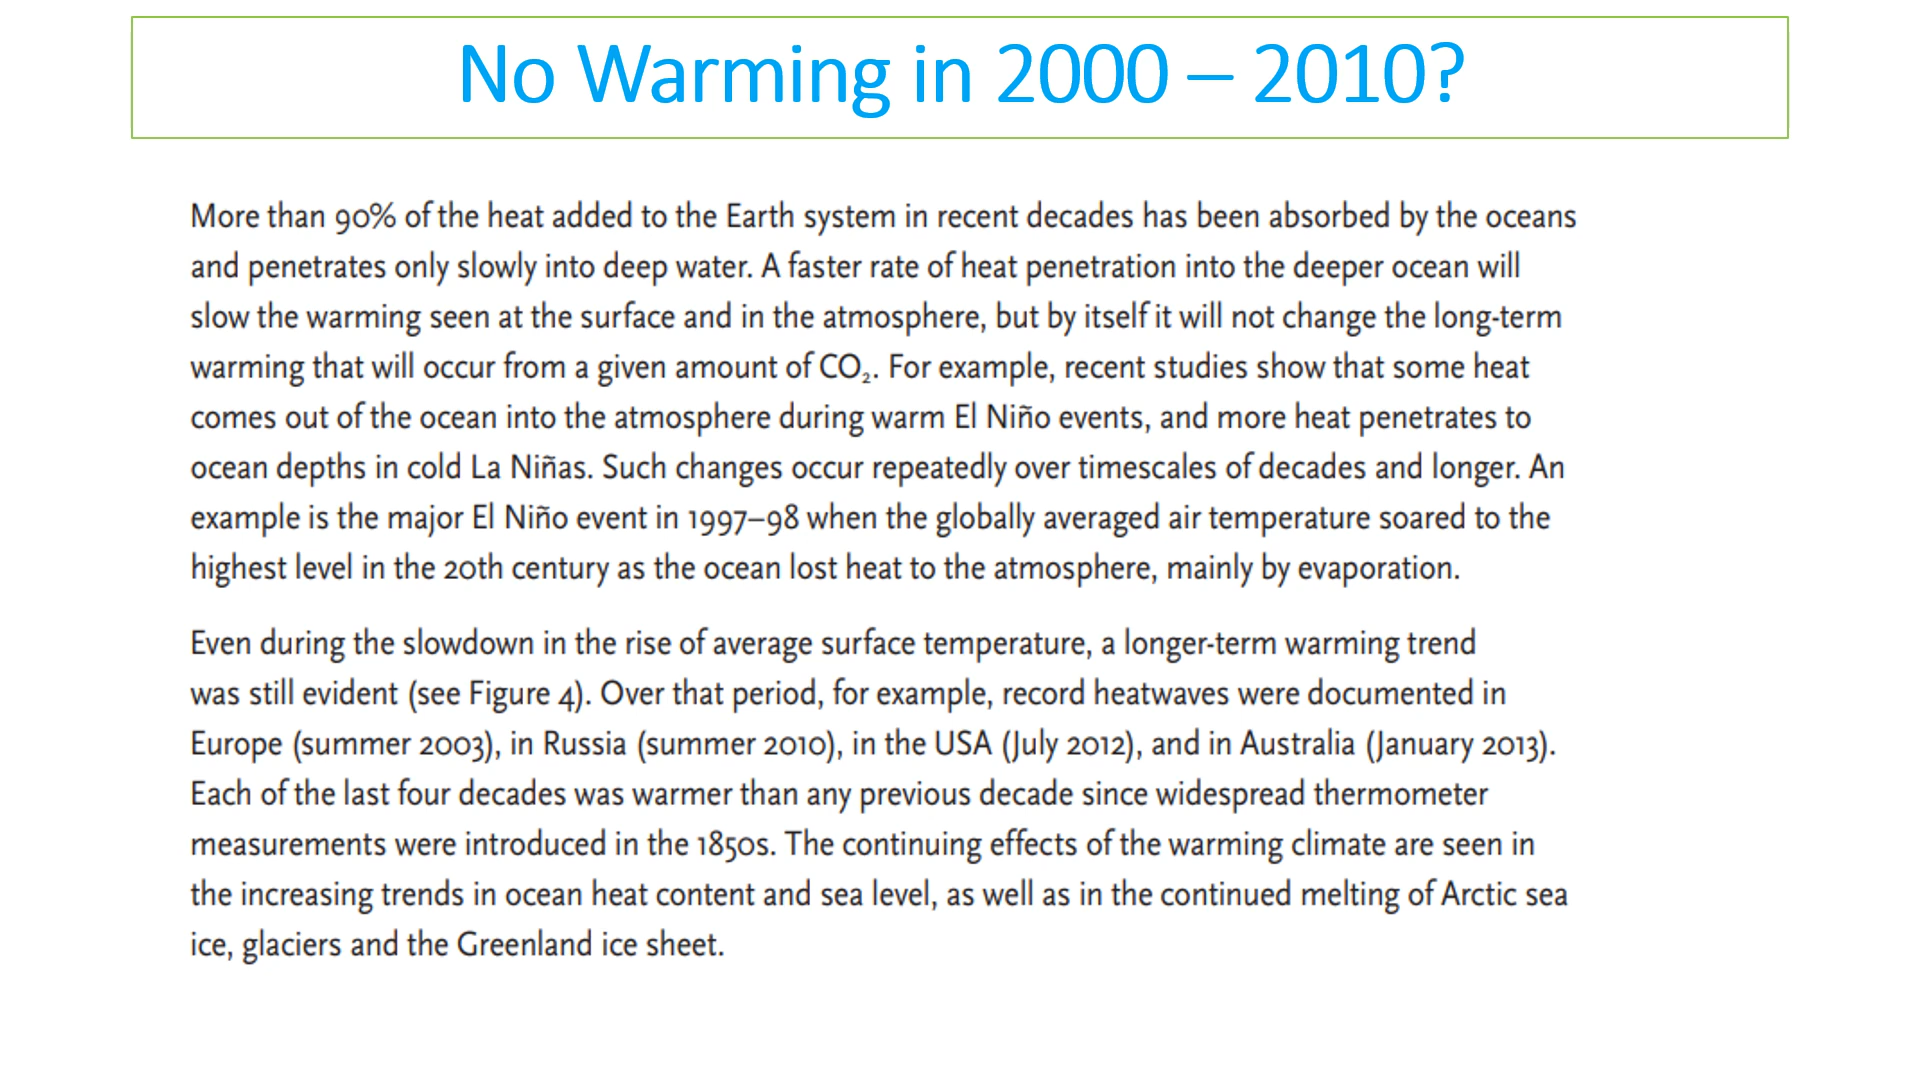 No Warming in 2000 – 2010?
More than 90% of the heat added to the Earth system in recent decades has been absorbed by the oceans
and penetrates only slowly into deep water. A faster rate of heat penetration into the deeper ocean will
slow the warming seen at the surface and in the atmosphere, but by itself it will not change the long-term
warming that will occur from a given amount of CO₂. For example, recent studies show that some heat
comes out of the ocean into the atmosphere during warm El Niño events, and more heat penetrates to
ocean depths in cold La Niñas. Such changes occur repeatedly over timescales of decades and longer. An
example is the major El Niño event in 1997–98 when the globally averaged air temperature soared to the
highest level in the 20th century as the ocean lost heat to the atmosphere, mainly by evaporation.
Even during the slowdown in the rise of average surface temperature, a longer-term warming trend
was still evident (see Figure 4). Over that period, for example, record heatwaves were documented in
Europe (summer 2003), in Russia (summer 2010), in the USA (July 2012), and in Australia (January 2013).
Each of the last four decades was warmer than any previous decade since widespread thermometer
measurements were introduced in the 1850s. The continuing effects of the warming climate are seen in
the increasing trends in ocean heat content and sea level, as well as in the continued melting of Arctic sea
ice, glaciers and the Greenland ice sheet.